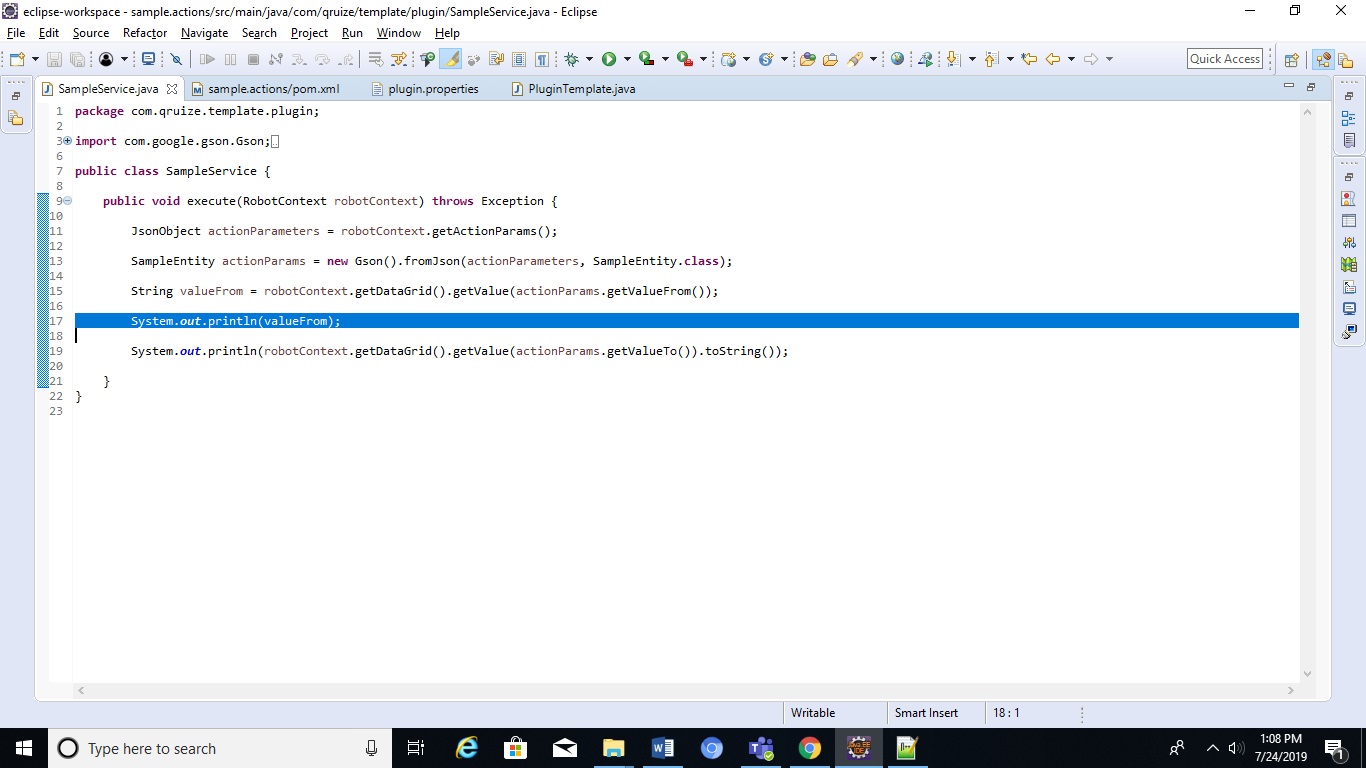 eclipse-workspace - sample.actions/src/main/java/com/qruize/template/plugin/SampleService.java - Eclipse
File Edit Source Refactor Navigate Search Project Run Window Help
Quick Access
SampleService.java sample.actions/pom.xml plugin.properties PluginTemplate.java
1 package com.qruize.template.plugin;
2
3 import com.google.gson.Gson;
6
7 public class SampleService {
8
9 public void execute(RobotContext robotContext) throws Exception {
10
11 JsonObject actionParameters = robotContext.getActionParams();
12
13 SampleEntity actionParams = new Gson().fromJson(actionParameters, SampleEntity.class);
14
15 String valueFrom = robotContext.getDataGrid().getValue(actionParams.getValueFrom());
16
17 System.out.println(valueFrom);
18
19 System.out.println(robotContext.getDataGrid().getValue(actionParams.getValueTo()).toString());
20
21 }
22 }
23
Writable Smart Insert 18 : 1
Type here to search
1:08 PM
7/24/2019
1